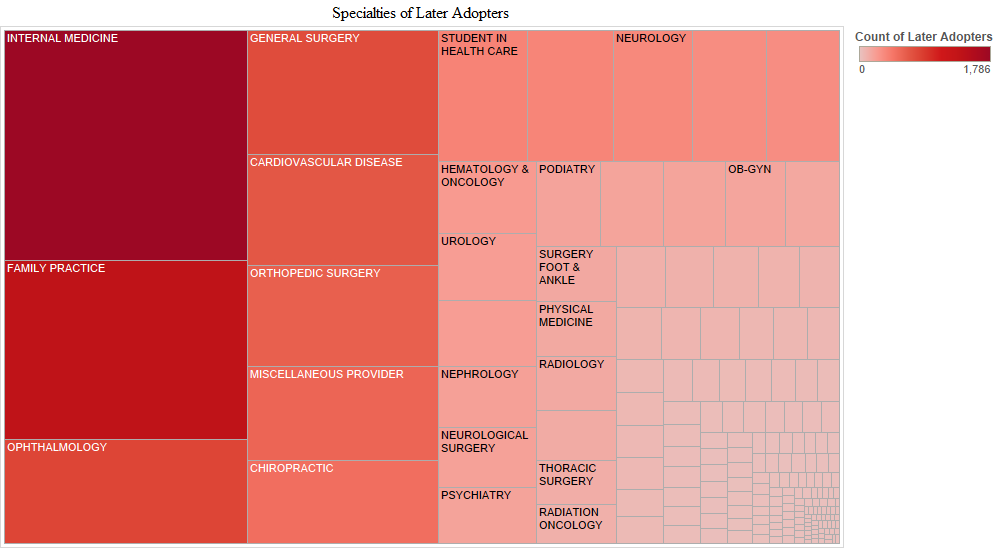 Specialties of Later Adopters
INTERNAL MEDICINE
GENERAL SURGERY
STUDENT IN
HEALTH CARE
NEUROLOGY
Count of Later Adopters
0
1,786
CARDIOVASCULAR DISEASE
HEMATOLOGY &
ONCOLOGY
PODIATRY
OB-GYN
UROLOGY
SURGERY
FOOT &
ANKLE
FAMILY PRACTICE
ORTHOPEDIC SURGERY
PHYSICAL
MEDICINE
RADIOLOGY
MISCELLANEOUS PROVIDER
NEPHROLOGY
OPHTHALMOLOGY
NEUROLOGICAL
SURGERY
CHIROPRACTIC
THORACIC
SURGERY
PSYCHIATRY
RADIATION
ONCOLOGY